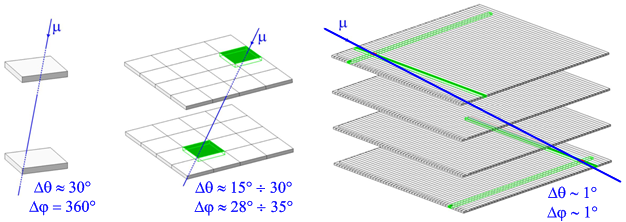 μ
Δθ ≈ 30°
Δφ = 360°
μ
Δθ ≈ 15° ÷ 30°
Δφ ≈ 28° ÷ 35°
μ
Δθ ~ 1°
Δφ ~ 1°